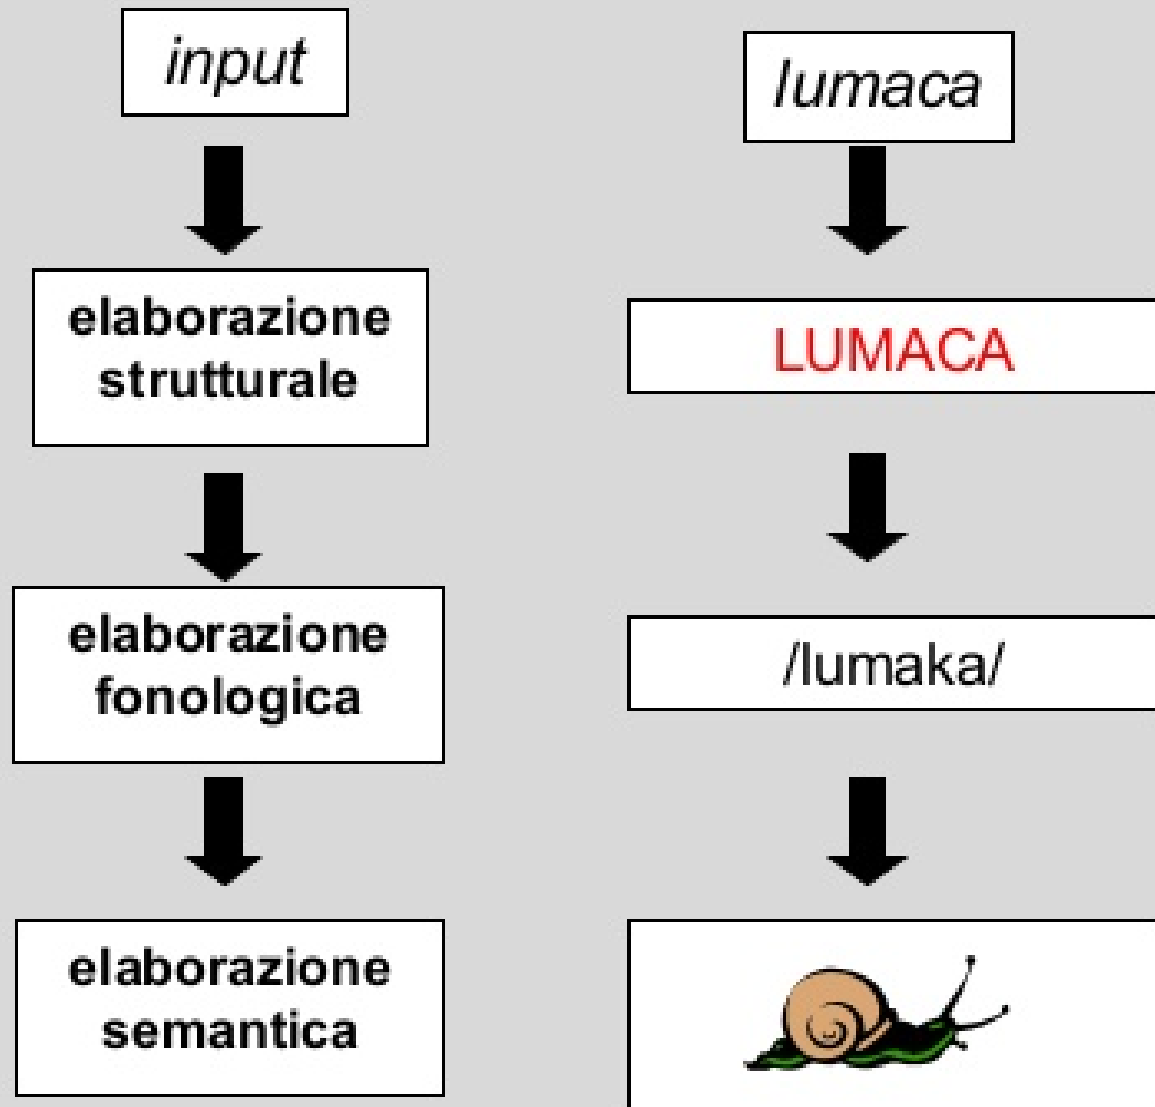 input
lumaca
elaborazione
strutturale
LUMACA
elaborazione
fonologica
/lumaka/
elaborazione
semantica